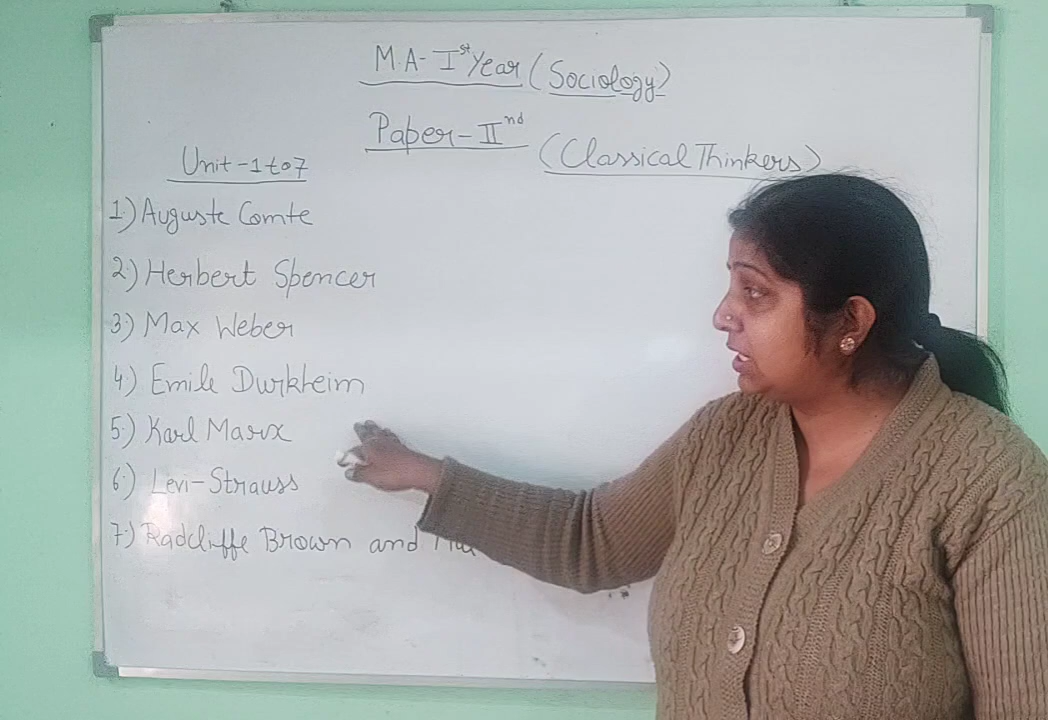 M.A- Ist Year (Sociology)
Paper-IInd
(Classical Thinkers)
Unit-1 to 7
1.) Auguste Comte
2.) Herbert Spencer
3.) Max Weber
4.) Emile Durkheim
5.) Karl Marx
6.) Levi-Strauss
7.) Radcliffe Brown and